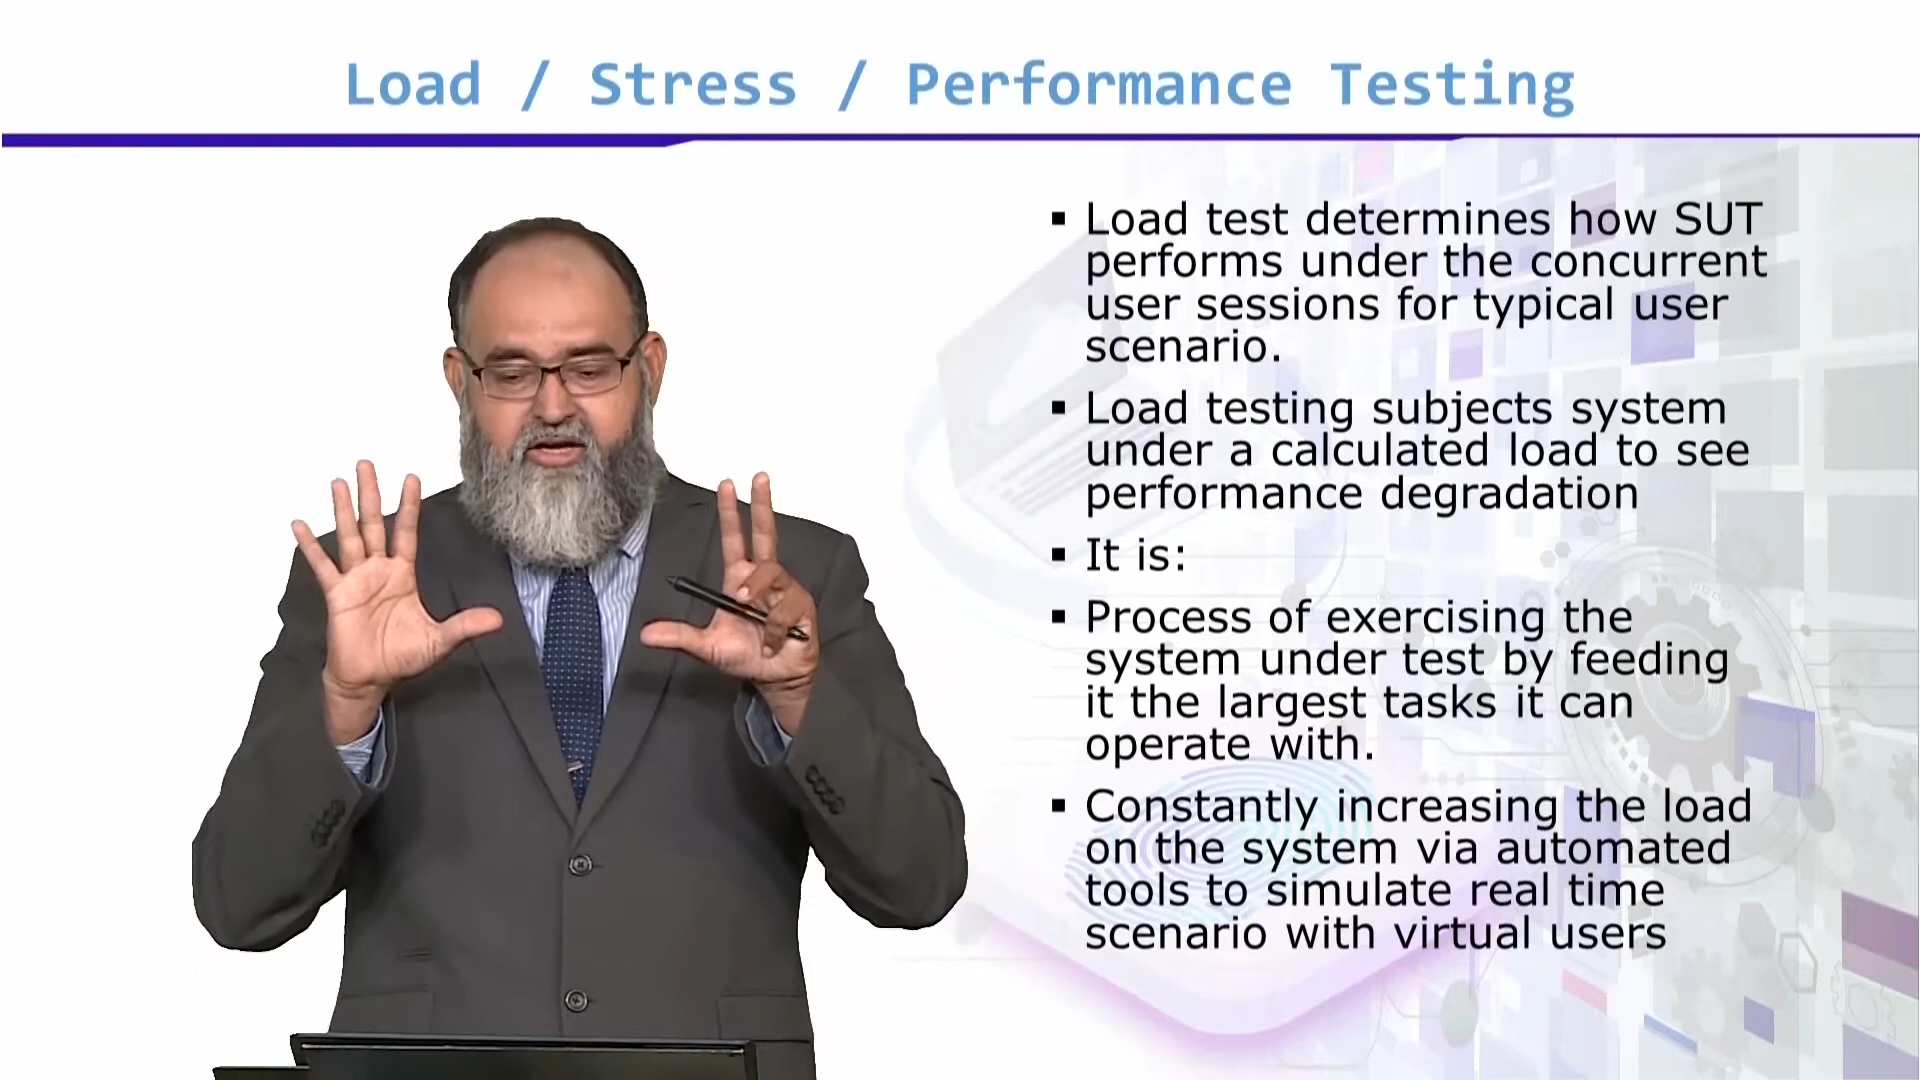 Load / Stress / Performance Testing
▪ Load test determines how SUT
performs under the concurrent
user sessions for typical user
scenario.
▪ Load testing subjects system
under a calculated load to see
performance degradation
▪ It is:
▪ Process of exercising the
system under test by feeding
it the largest tasks it can
operate with.
▪ Constantly increasing the load
on the system via automated
tools to simulate real time
scenario with virtual users